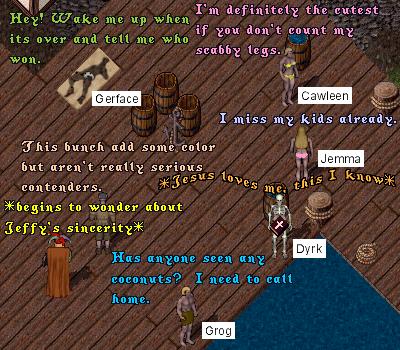 Hey! Wake me up when
its over and tell me who
won.
I'm definitely the cutest
if you don't count my
scabby legs.
Gerface
Cawleen
I miss my kids already.
This bunch add some color
but aren't really serious
contenders.
Jemma
*Jesus loves me, this I know*
*begins to wonder about
Jeffy's sincerity*
Dyrk
Has anyone seen any
coconuts? I need to call
home.
Grog